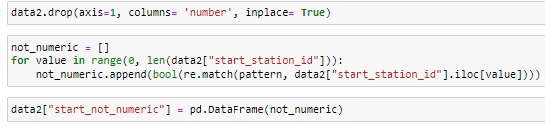 data2.drop(axis=1, columns= 'number', inplace= True)
not_numeric = []
for value in range(0, len(data2["start_station_id"])):
    not_numeric.append(bool(re.match(pattern, data2["start_station_id"].iloc[value])))
data2["start_not_numeric"] = pd.DataFrame(not_numeric)